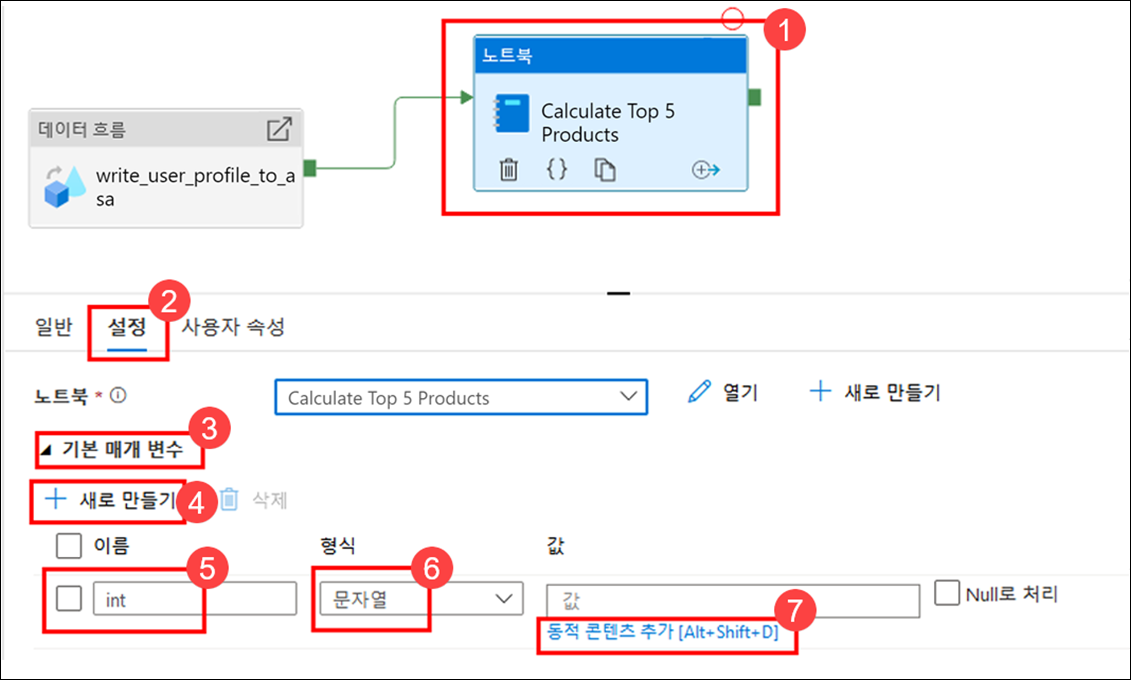 1
노트북
Calculate Top 5
Products
데이터 흐름
write_user_profile_to_a
sa
2
일반 설정 사용자 속성
노트북 * Calculate Top 5 Products 열기 새로 만들기
3
기본 매개 변수
새로 만들기 4 삭제
이름 형식 값
5 6
int 문자열 값 Null로 처리
7
동적 콘텐츠 추가 [Alt+Shift+D]